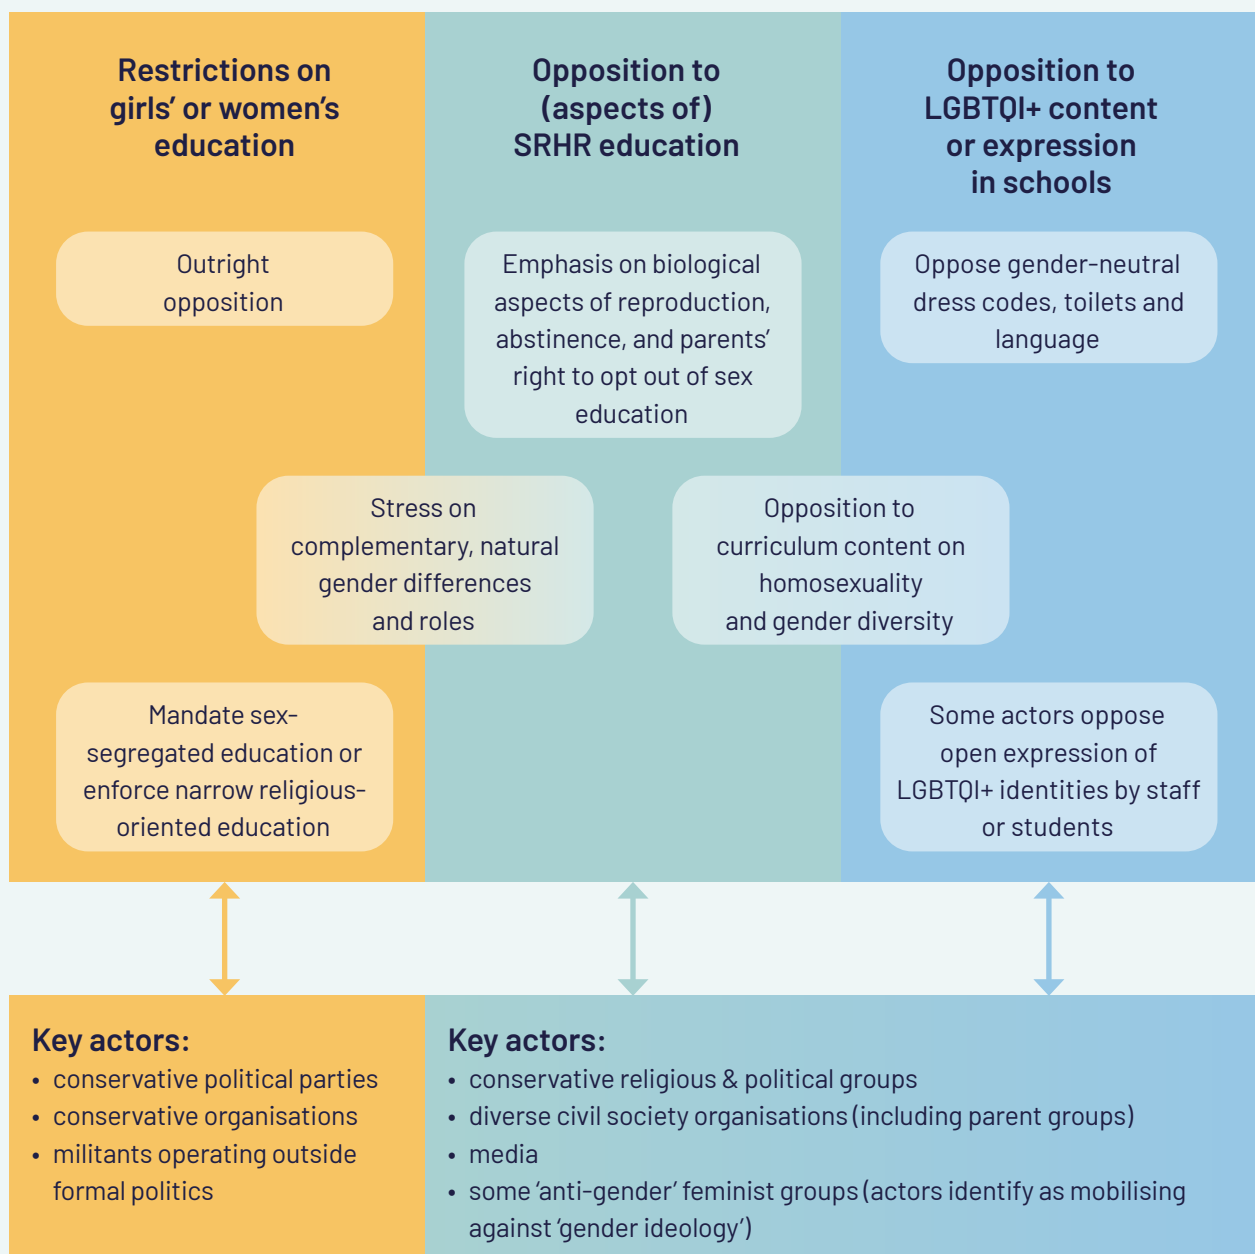 Restrictions on
girls’ or women’s
education
Outright
opposition
Opposition to
(aspects of)
SRHR education
Emphasis on biological
aspects of reproduction,
abstinence, and parents’
right to opt out of sex
education
Opposition to
LGBTQI+ content
or expression
in schools
Oppose gender-neutral
dress codes, toilets and
language
Stress on
complementary, natural
gender differences
and roles
Opposition to
curriculum content on
homosexuality
and gender diversity
Mandate sex-
segregated education or
enforce narrow religious-
oriented education
Some actors oppose
open expression of
LGBTQI+ identities by staff
or students
Key actors:
• conservative political parties
• conservative organisations
• militants operating outside
formal politics
Key actors:
• conservative religious & political groups
• diverse civil society organisations (including parent groups)
• media
• some ‘anti-gender’ feminist groups (actors identify as mobilising
against ‘gender ideology’)